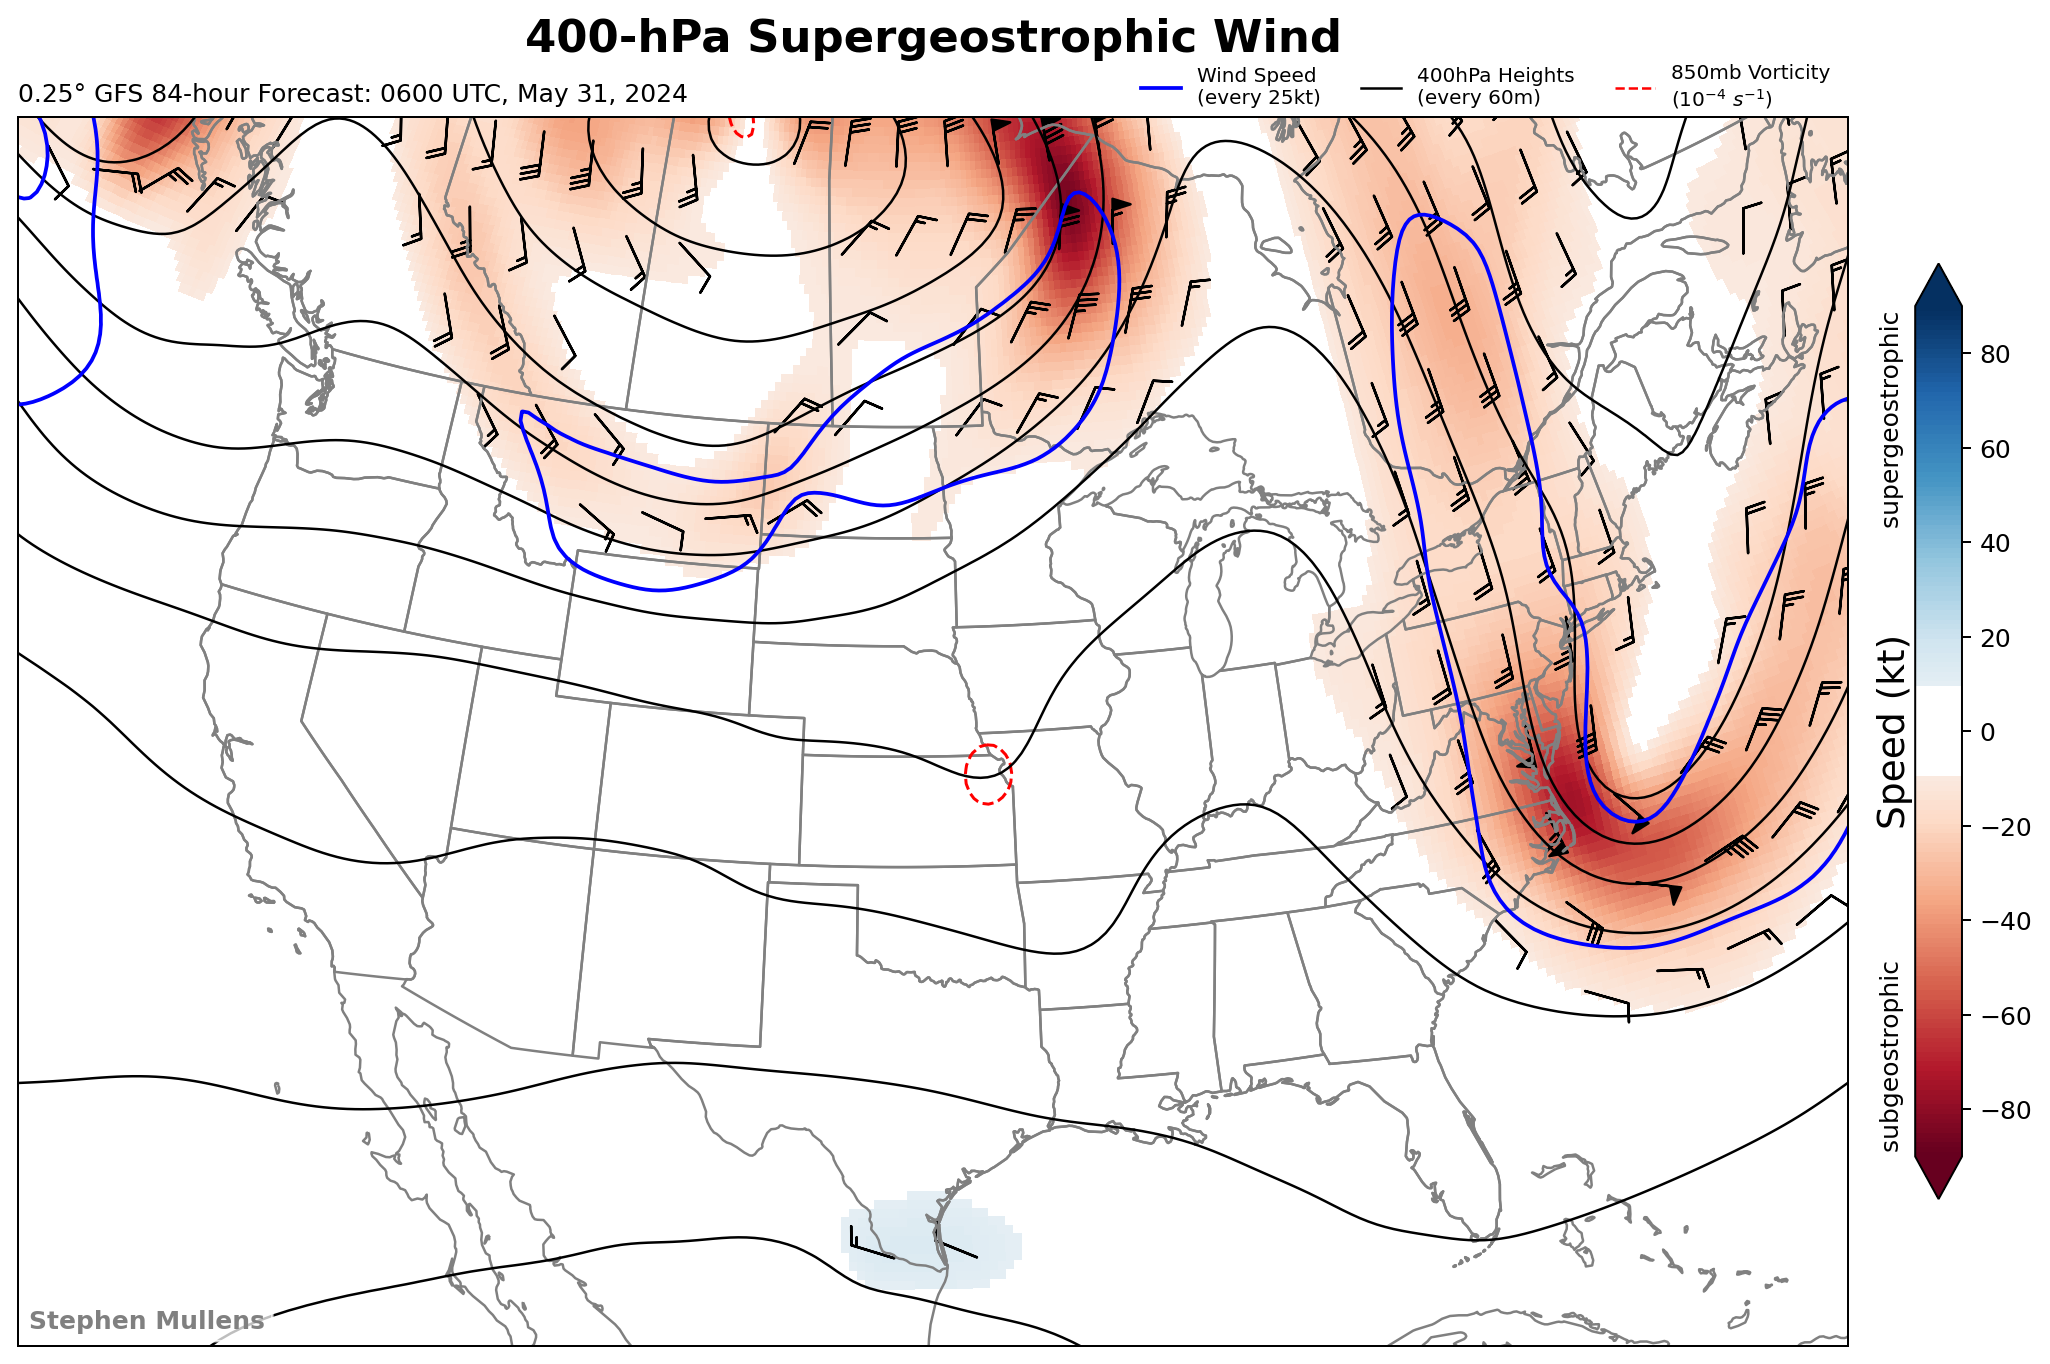 400-hPa Supergeostrophic Wind
0.25° GFS 84-hour Forecast: 0600 UTC, May 31, 2024
Wind Speed
(every 25kt)
400hPa Heights
(every 60m)
850mb Vorticity
(10⁻⁴ s⁻¹)
supergeostrophic
subgeostrophic
Speed (kt)
80
60
40
20
0
−20
−40
−60
−80
Stephen Mullens